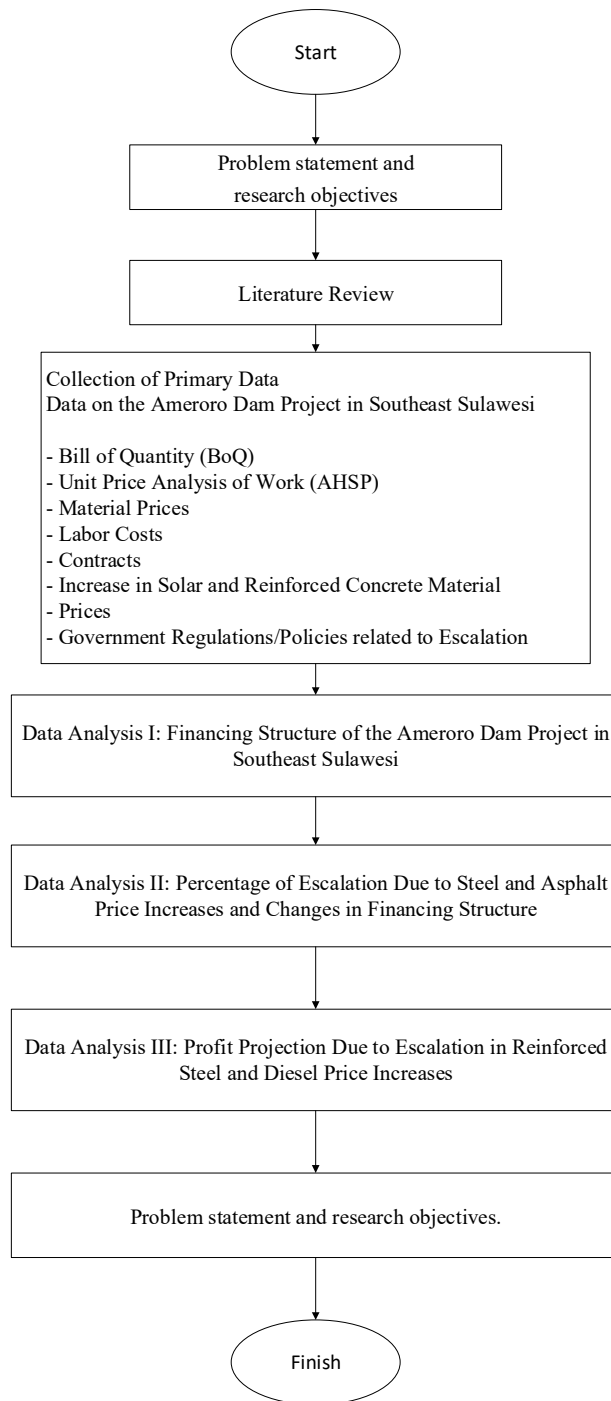 Start
Problem statement and
research objectives
Literature Review
Collection of Primary Data
Data on the Ameroro Dam Project in Southeast Sulawesi
- Bill of Quantity (BoQ)
- Unit Price Analysis of Work (AHSP)
- Material Prices
- Labor Costs
- Contracts
- Increase in Solar and Reinforced Concrete Material
- Prices
- Government Regulations/Policies related to Escalation
Data Analysis I: Financing Structure of the Ameroro Dam Project in
Southeast Sulawesi
Data Analysis II: Percentage of Escalation Due to Steel and Asphalt
Price Increases and Changes in Financing Structure
Data Analysis III: Profit Projection Due to Escalation in Reinforced
Steel and Diesel Price Increases
Problem statement and research objectives.
Finish